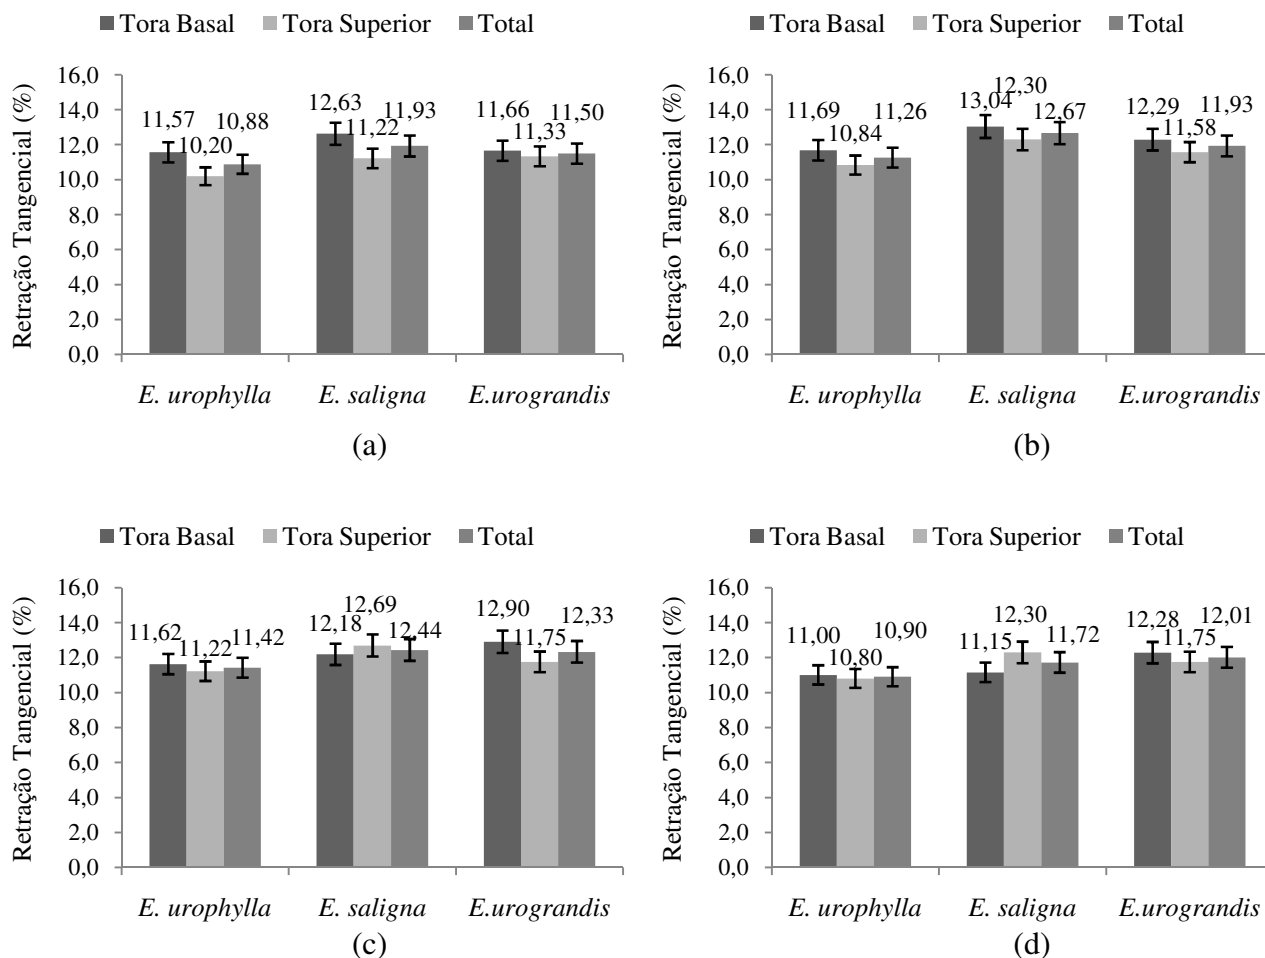 Tora Basal Tora Superior Total
Retração Tangencial (%)
16,0
14,0
12,0
10,0
8,0
6,0
4,0
2,0
0,0
11,57 10,20 10,88 12,63 11,22 11,93 11,66 11,33 11,50
E. urophylla E. saligna E.urograndis
(a)
Tora Basal Tora Superior Total
Retração Tangencial (%)
16,0
14,0
12,0
10,0
8,0
6,0
4,0
2,0
0,0
11,69 10,84 11,26 13,04 12,30 12,67 12,29 11,58 11,93
E. urophylla E. saligna E.urograndis
(b)
Tora Basal Tora Superior Total
Retração Tangencial (%)
16,0
14,0
12,0
10,0
8,0
6,0
4,0
2,0
0,0
11,62 11,22 11,42 12,18 12,69 12,44 12,90 11,75 12,33
E. urophylla E. saligna E.urograndis
(c)
Tora Basal Tora Superior Total
Retração Tangencial (%)
16,0
14,0
12,0
10,0
8,0
6,0
4,0
2,0
0,0
11,00 10,80 10,90 11,15 12,30 11,72 12,28 11,75 12,01
E. urophylla E. saligna E.urograndis
(d)